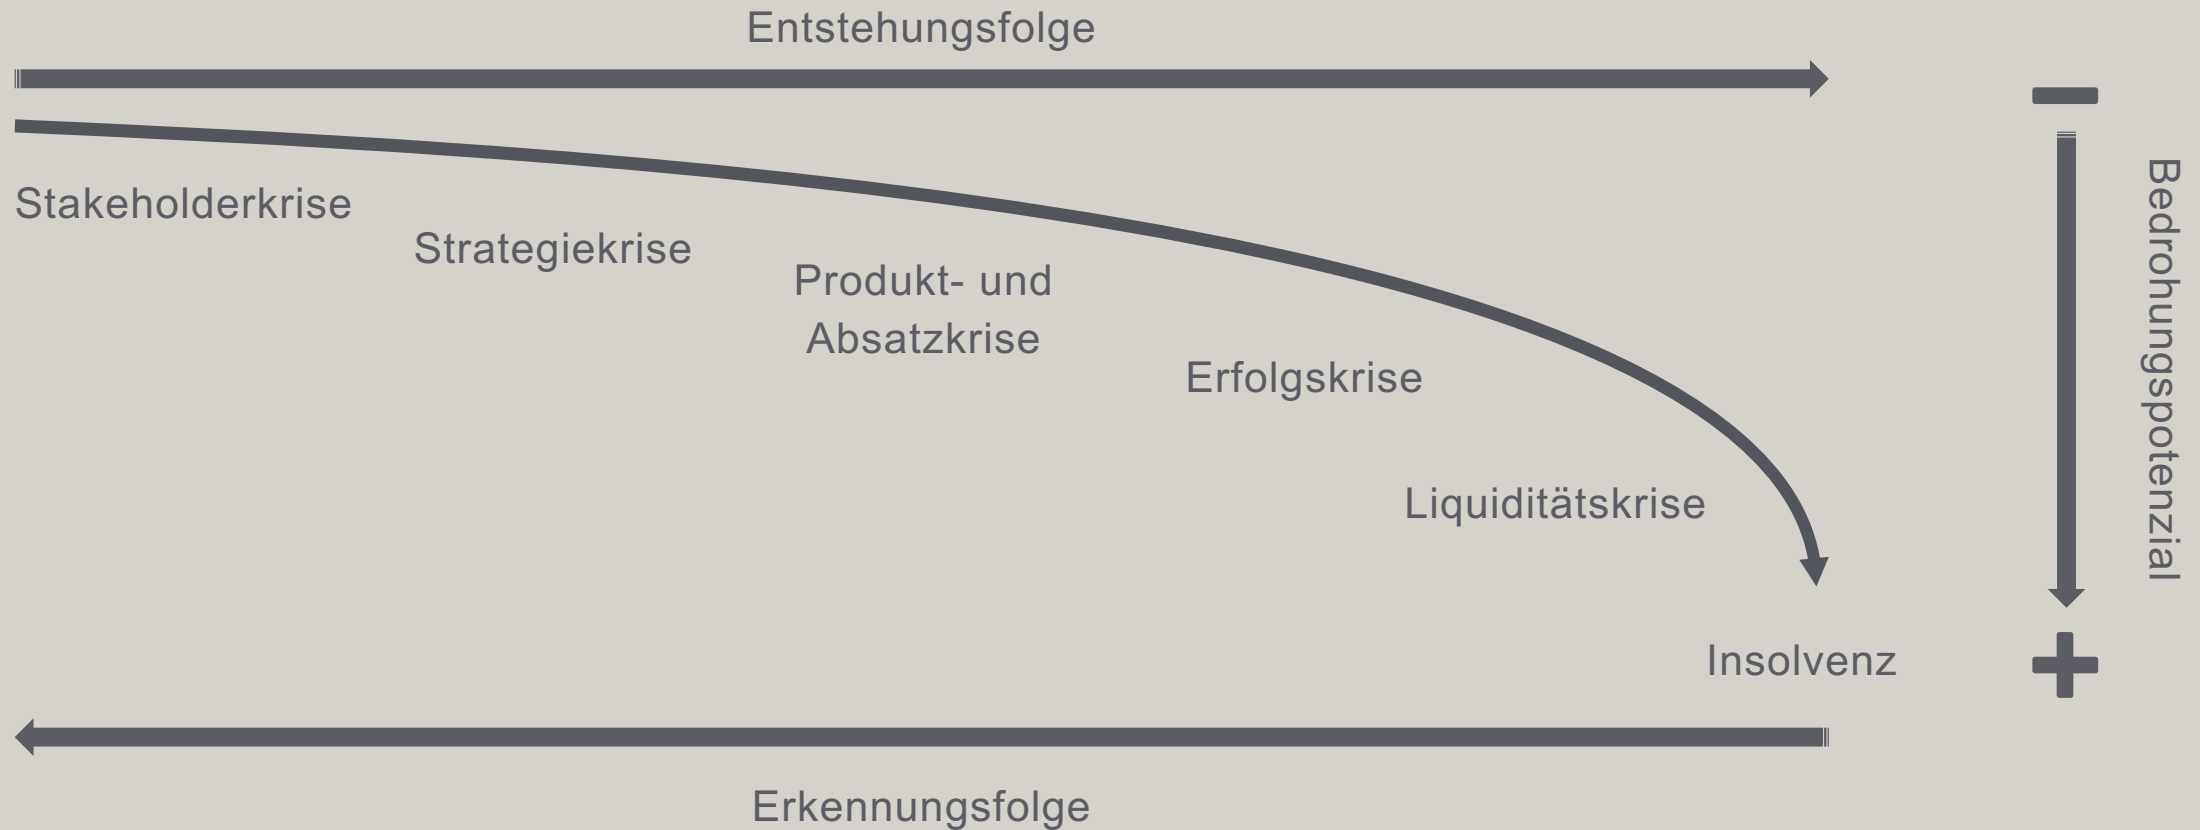 Entstehungsfolge
Stakeholderkrise
Strategiekrise
Produkt- und
Absatzkrise
Erfolgskrise
Liquiditätskrise
Insolvenz
Bedrohungspotenzial
Erkennungsfolge